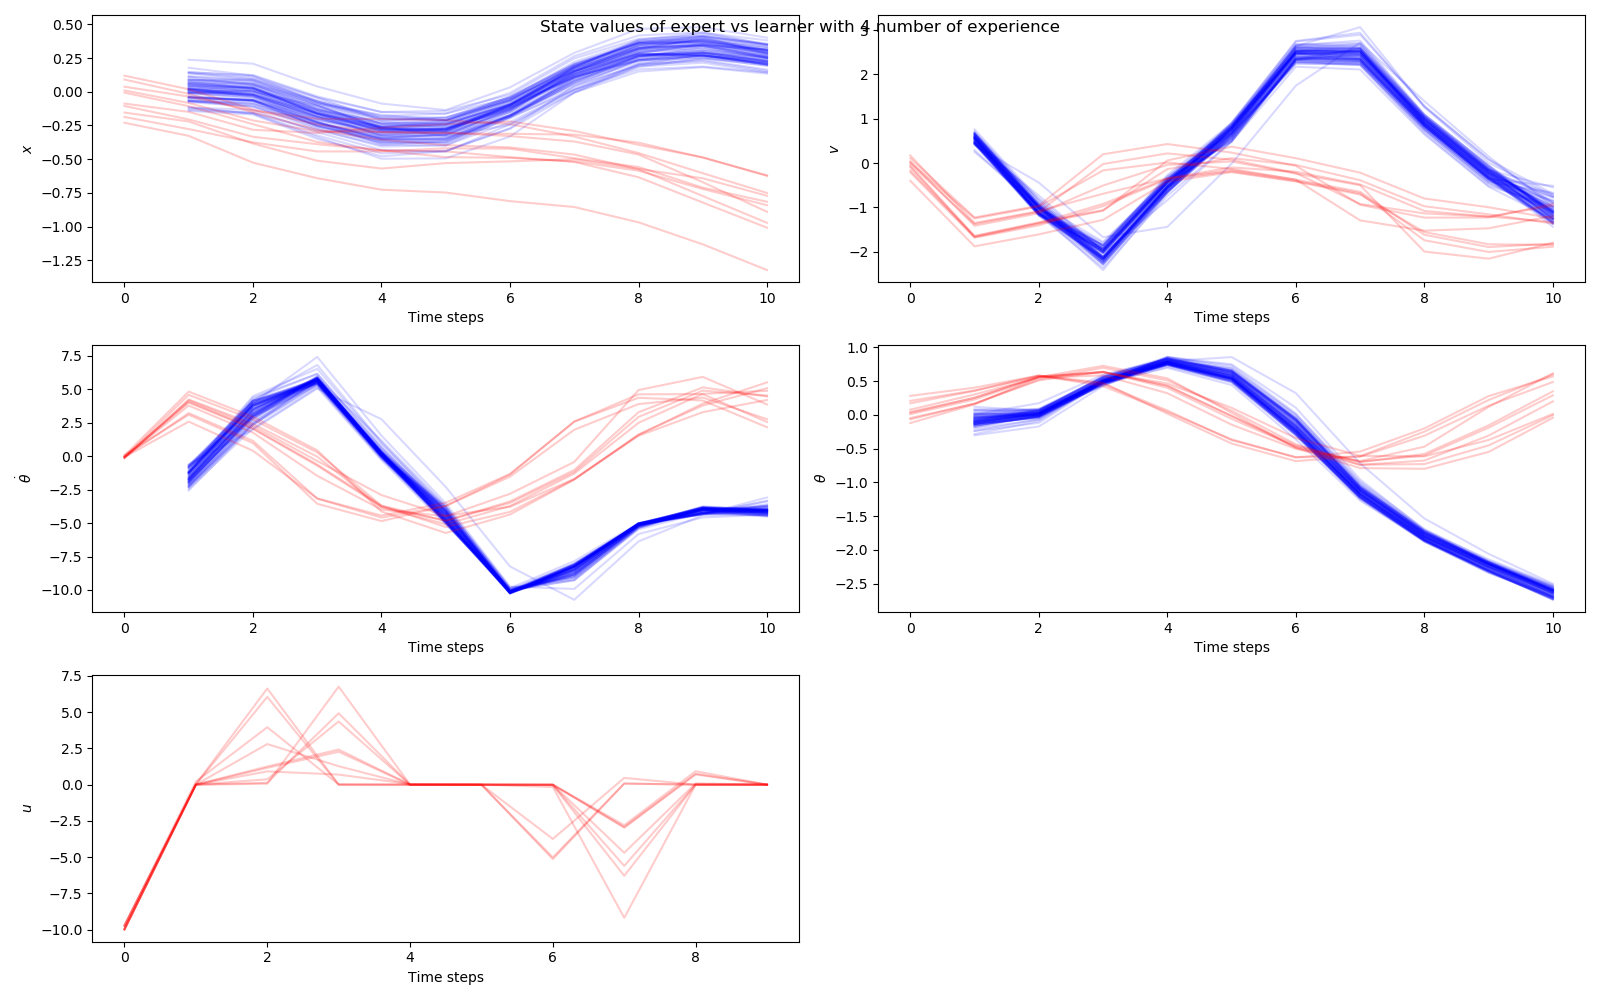 State values of expert vs learner with 4 number of experience
0.50
0.25
0.00
−0.25
−0.50
−0.75
−1.00
−1.25
x
0 2 4 6 8 10
Time steps
3
2
1
0
−1
−2
v
0 2 4 6 8 10
Time steps
7.5
5.0
2.5
0.0
−2.5
−5.0
−7.5
−10.0
θ̇
0 2 4 6 8 10
Time steps
1.0
0.5
0.0
−0.5
−1.0
−1.5
−2.0
−2.5
θ
0 2 4 6 8 10
Time steps
7.5
5.0
2.5
0.0
−2.5
−5.0
−7.5
−10.0
u
0 2 4 6 8
Time steps